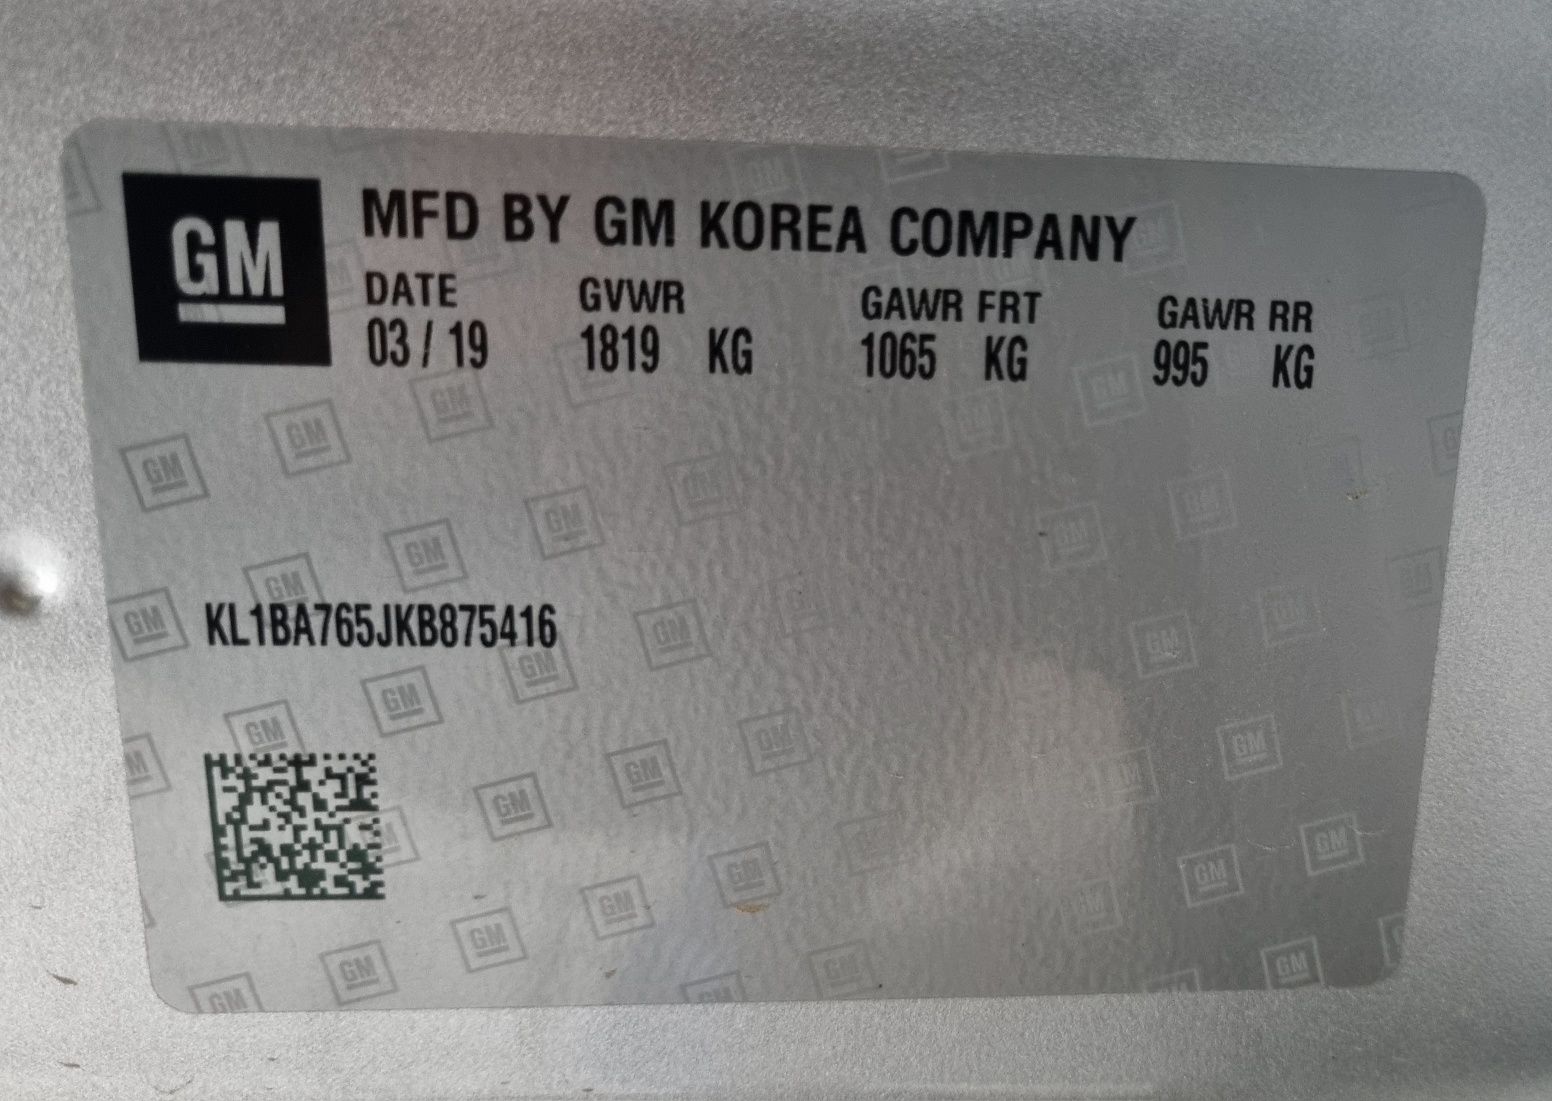 GM
MFD BY GM KOREA COMPANY
DATE GVWR GAWR FRT GAWR RR
03 / 19 1819 KG 1065 KG 995 KG
KL1BA765JKB875416